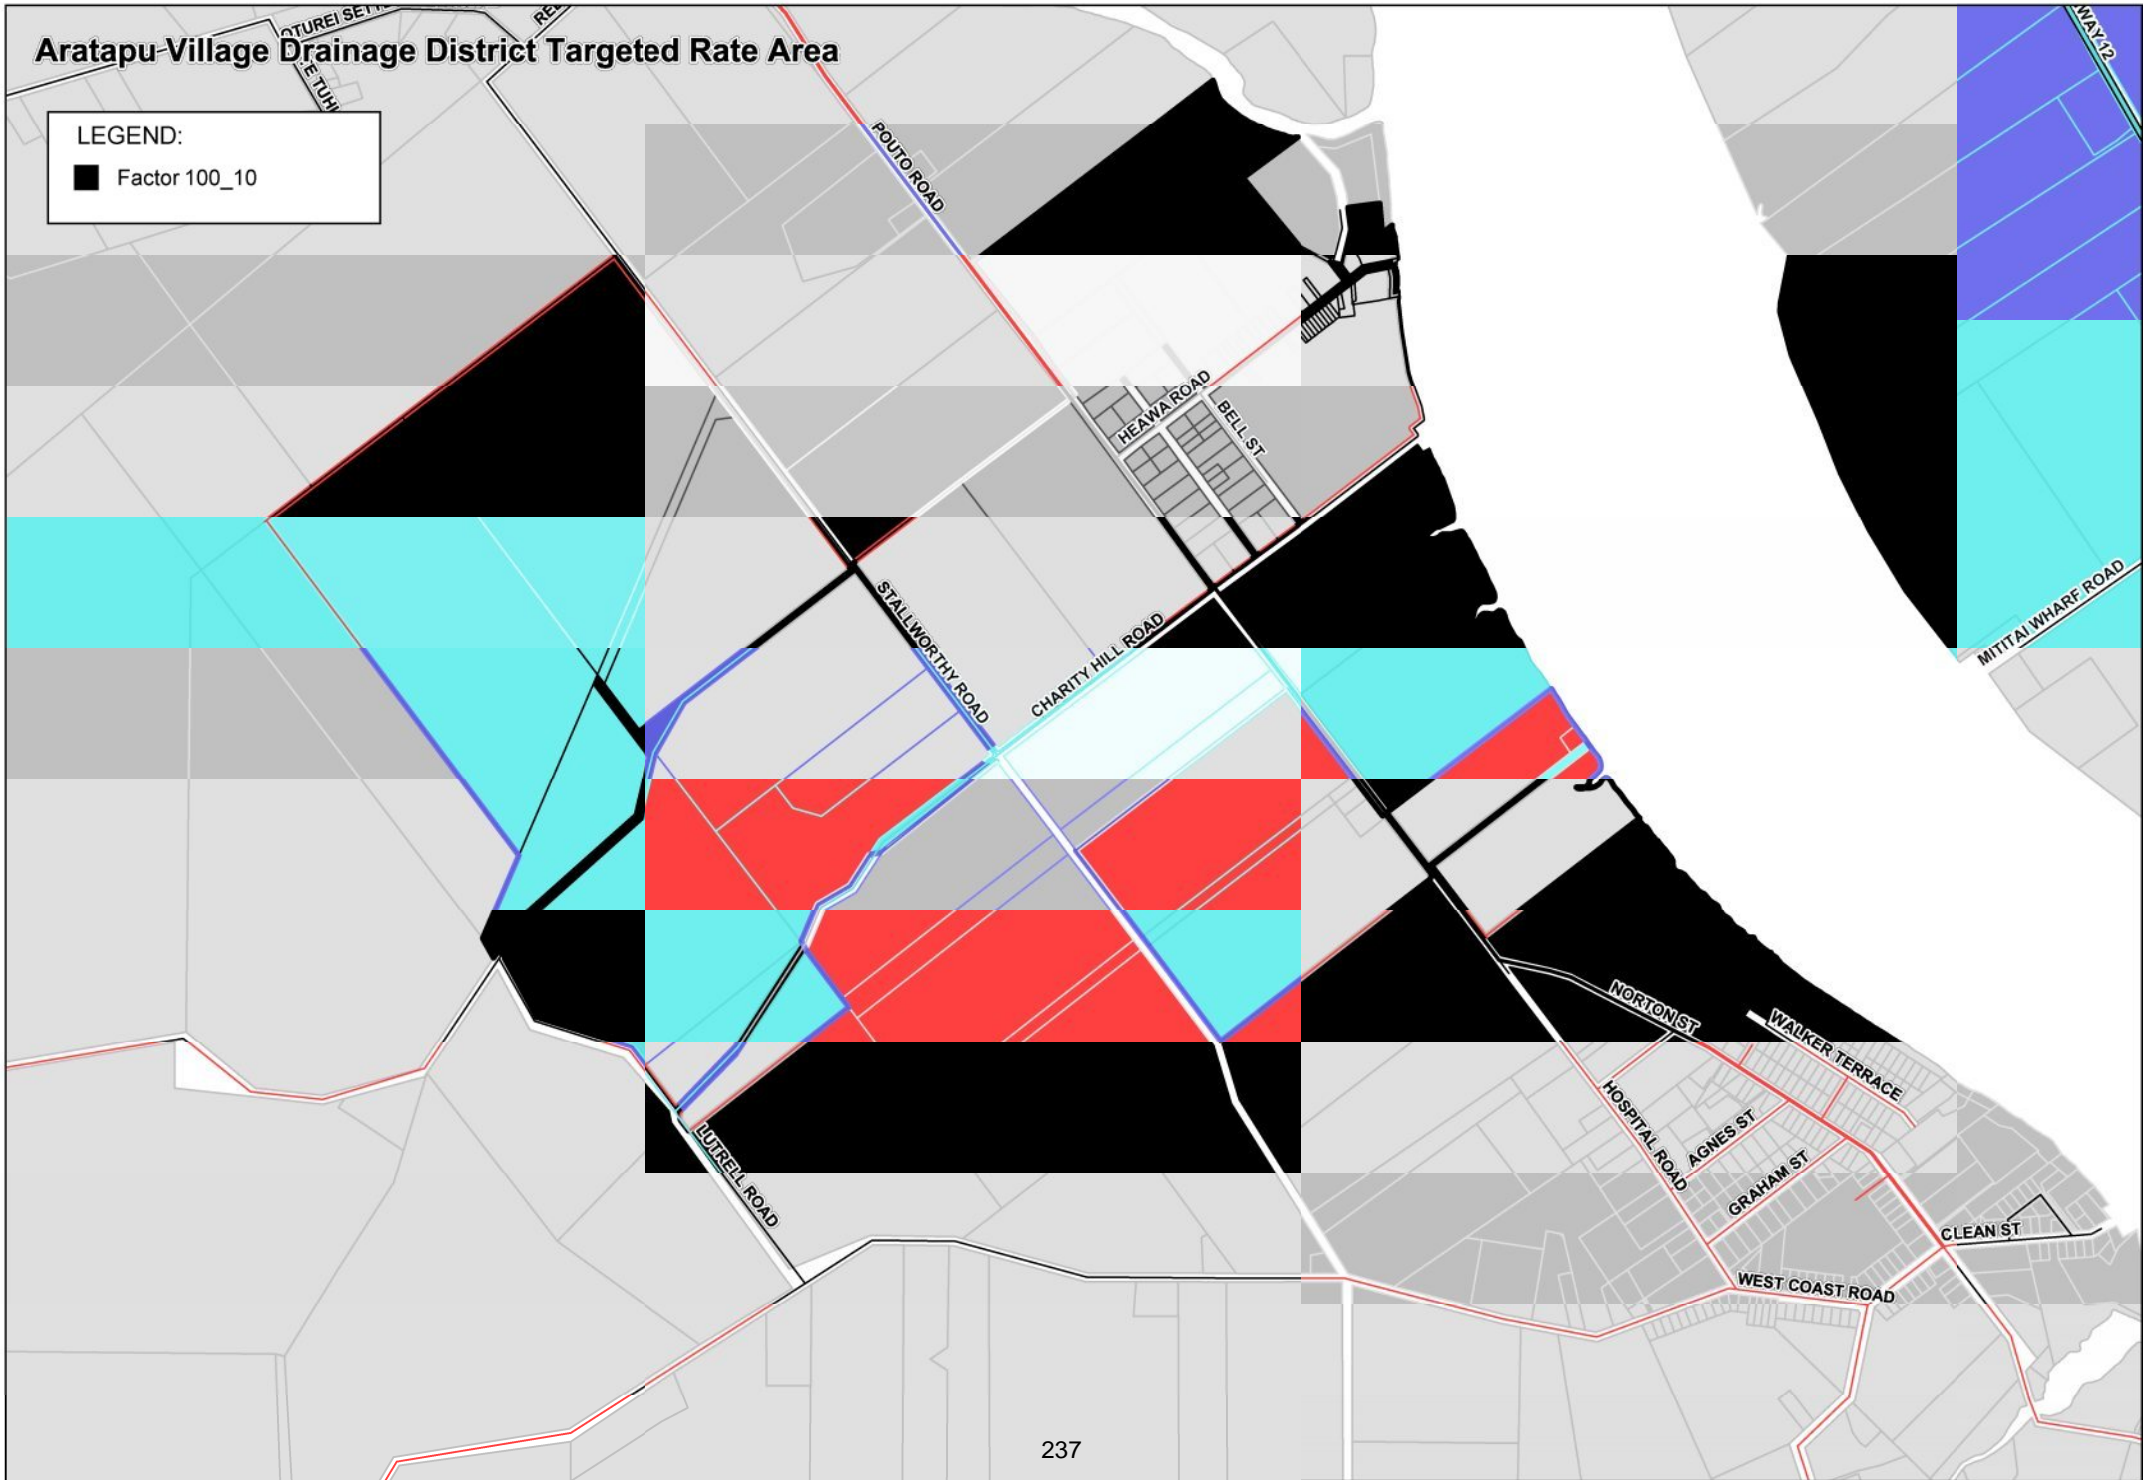 Aratapu Village Drainage District Targeted Rate Area
LEGEND:
Factor 100_10
POUTO ROAD
HEAWA ROAD
BELL ST
STALLWORTHY ROAD
CHARITY HILL ROAD
MITITAI WHARF ROAD
NORTON ST
WALKER TERRACE
HOSPITAL ROAD
AGNES ST
GRAHAM ST
LUTRELL ROAD
CLEAN ST
WEST COAST ROAD
237